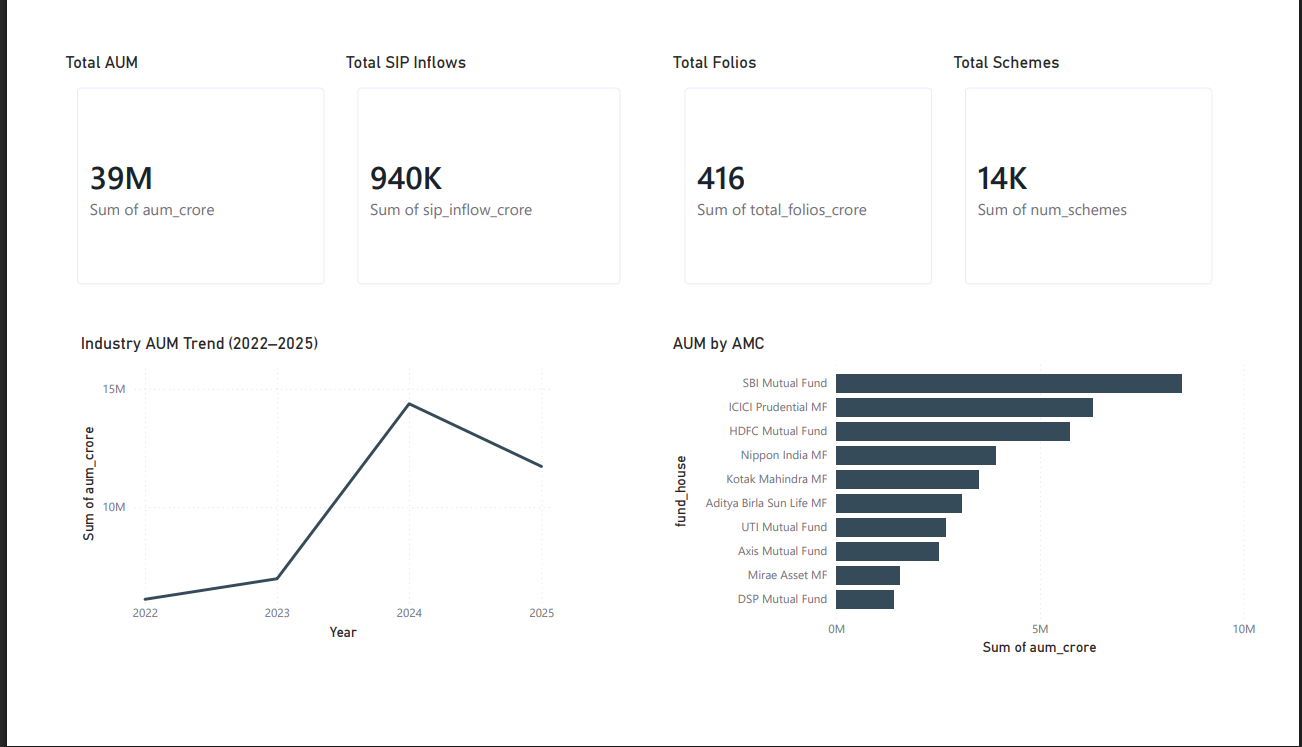 Total AUM
39M
Sum of aum_crore
Total SIP Inflows
940K
Sum of sip_inflow_crore
Total Folios
416
Sum of total_folios_crore
Total Schemes
14K
Sum of num_schemes
Industry AUM Trend (2022–2025)
Sum of aum_crore
15M
10M
2022 2023 2024 2025
Year
AUM by AMC
fund_house
SBI Mutual Fund
ICICI Prudential MF
HDFC Mutual Fund
Nippon India MF
Kotak Mahindra MF
Aditya Birla Sun Life MF
UTI Mutual Fund
Axis Mutual Fund
Mirae Asset MF
DSP Mutual Fund
0M 5M 10M
Sum of aum_crore